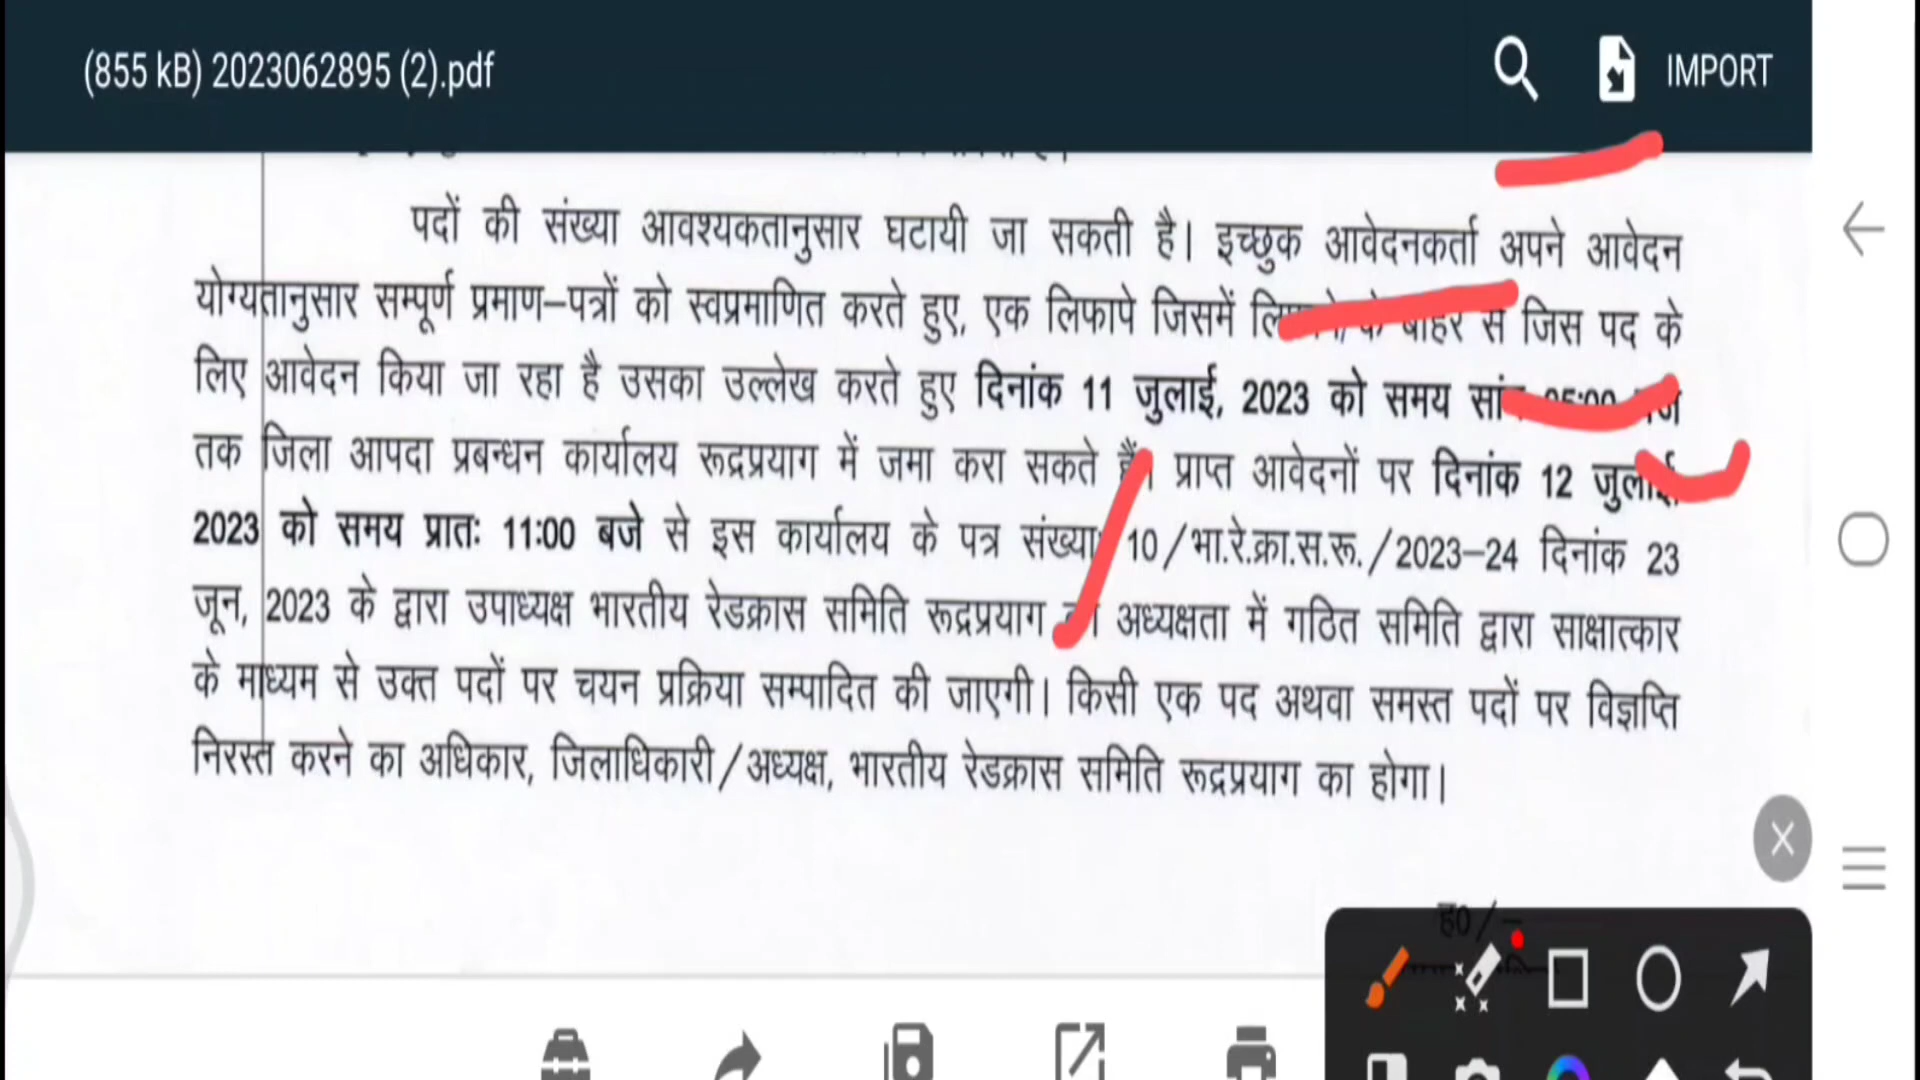 (855 kB) 2023062895 (2).pdf
IMPORT
पदों की संख्या आवश्यकतानुसार घटायी जा सकती है। इच्छुक आवेदनकर्ता अपने आवेदन
योग्यतानुसार सम्पूर्ण प्रमाण-पत्रों को स्वप्रमाणित करते हुए, एक लिफापे जिसमें के बाहर से जिस पद के
लिए आवेदन किया जा रहा है उसका उल्लेख करते हुए दिनांक 11 जुलाई, 2023 को समय 05:00
तक जिला आपदा प्रबन्धन कार्यालय रूद्रप्रयाग में जमा करा सकते हैं। प्राप्त आवेदनों पर दिनांक 12 जुलाई,
2023 को समय प्रातः 11:00 बजे से इस कार्यालय के पत्र संख्या 10/भा.रे.क्रा.स.रू./2023-24 दिनांक 23
जून, 2023 के द्वारा उपाध्यक्ष भारतीय रेडक्रास समिति रूद्रप्रयाग अध्यक्षता में गठित समिति द्वारा साक्षात्कार
के माध्यम से उक्त पदों पर चयन प्रक्रिया सम्पादित की जाएगी। किसी एक पद अथवा समस्त पदों पर विज्ञप्ति
निरस्त करने का अधिकार, जिलाधिकारी/अध्यक्ष, भारतीय रेडक्रास समिति रूद्रप्रयाग का होगा।
ह0/-